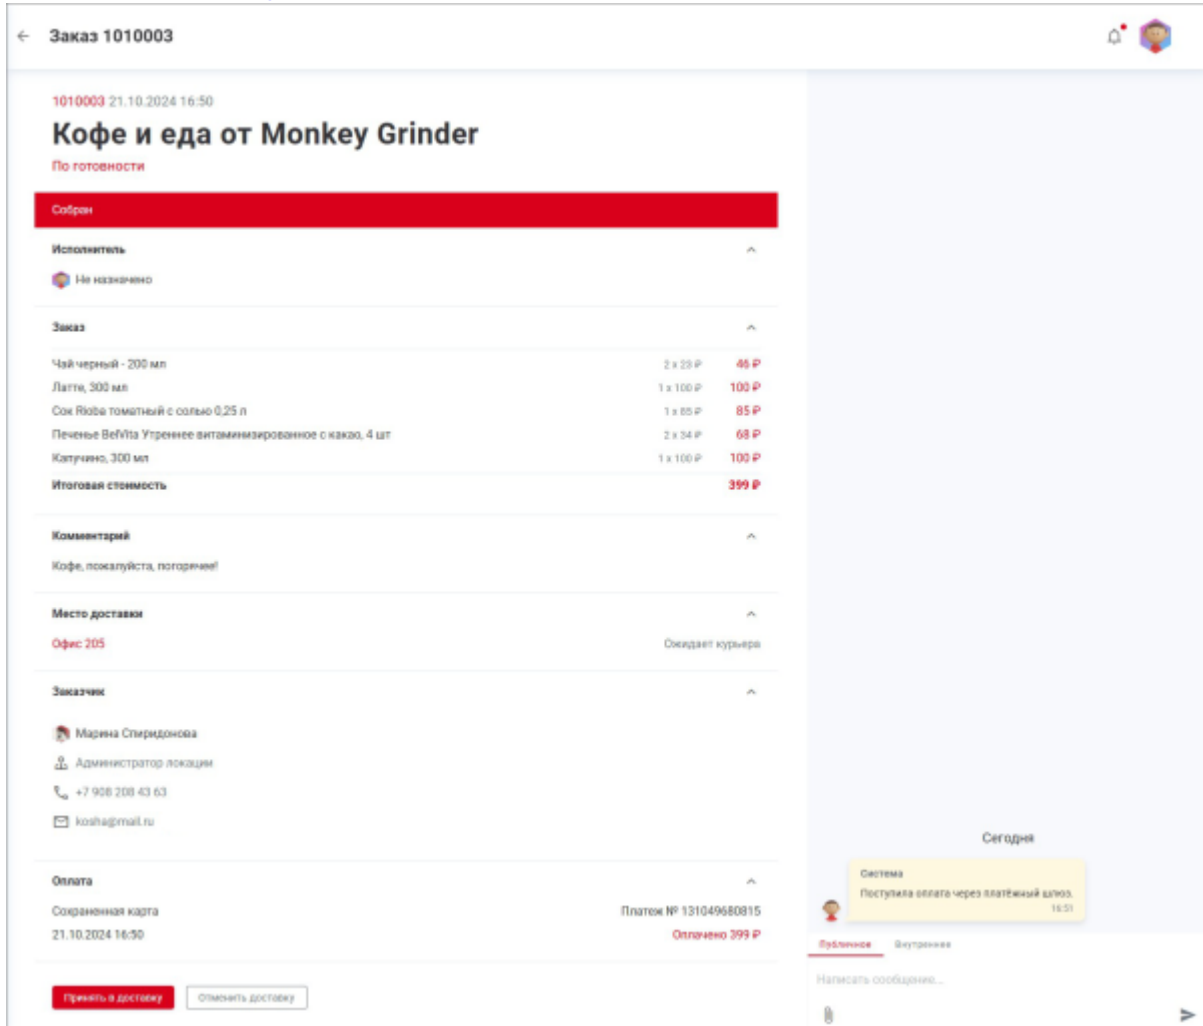 Заказ 1010003
1010003 21.10.2024 16:50
Кофе и еда от Monkey Grinder
По готовности
Собран
Исполнитель
Не назначено
Заказ
Чай черный - 200 мл 2 x 23 ₽ 46 ₽
Латте, 300 мл 1 x 100 ₽ 100 ₽
Сок Rioba томатный с солью 0,25 л 1 x 85 ₽ 85 ₽
Печенье BelVita Утреннее витаминизированное с какао, 4 шт 2 x 34 ₽ 68 ₽
Капучино, 300 мл 1 x 100 ₽ 100 ₽
Итоговая стоимость 399 ₽
Комментарий
Кофе, пожалуйста, погорячее!
Место доставки
Офис 205 Ожидает курьера
Заказчик
Марина Спиридонова
Администратор локации
+7 908 208 43 63
kosha@mail.ru
Оплата
Сохраненная карта Платеж № 131049680815
21.10.2024 16:50 Оплачено 399 ₽
Принять в доставку Отменить доставку
Сегодня
Система
Поступила оплата через платёжный шлюз.
16:51
Публичное Внутреннее
Написать сообщение...